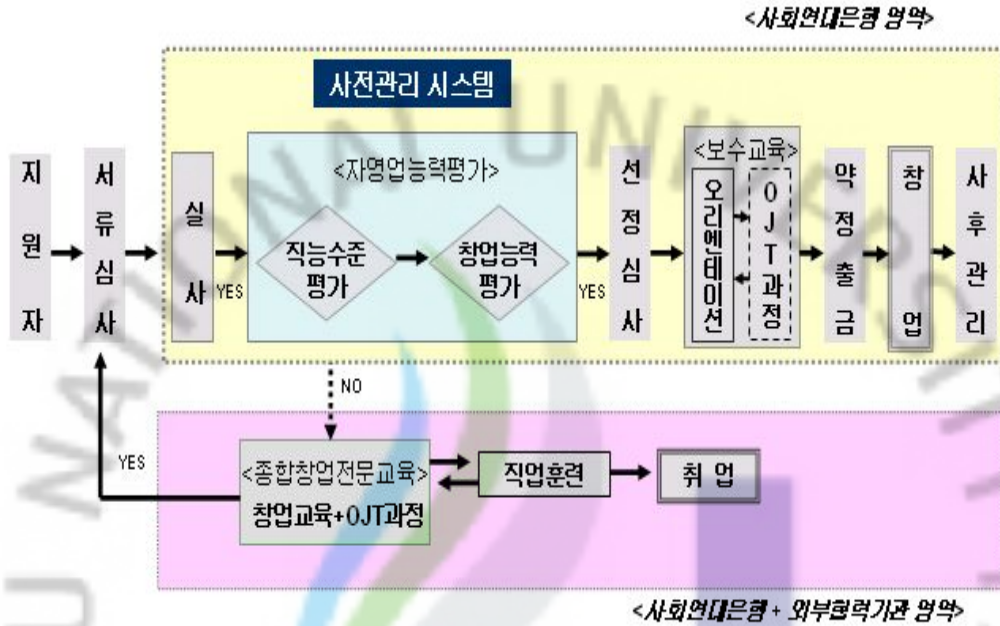 <사회연대은행 영역>
사전관리 시스템
지원자
서류심사
실사
YES
<자영업능력평가>
직능수준
평가
창업능력
평가
YES
선정심사
<보수교육>
오리엔테이션
OJT과정
약정출금
창업
사후관리
NO
YES
<종합창업전문교육>
창업교육+OJT과정
직업훈련
취 업
<사회연대은행 + 외부협력기관 영역>
NATIONAL UNIVERSITY